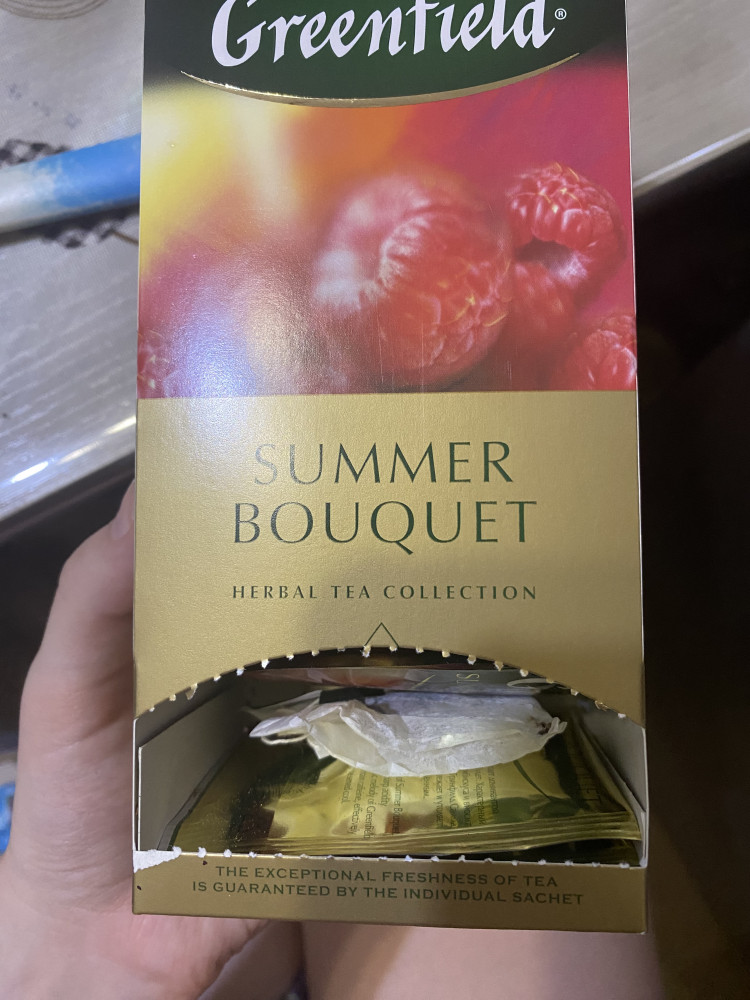 Greenfield®
SUMMER
BOUQUET
HERBAL TEA COLLECTION
THE EXCEPTIONAL FRESHNESS OF TEA
IS GUARANTEED BY THE INDIVIDUAL SACHET